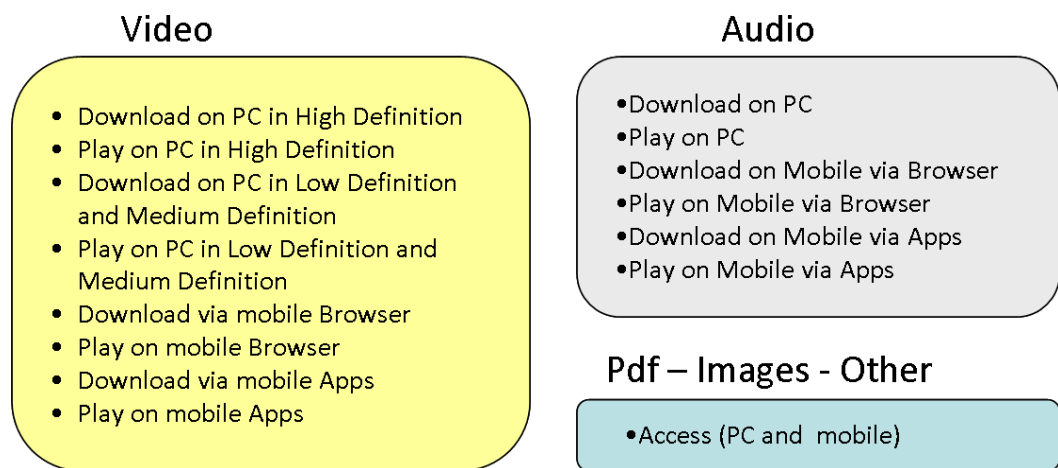 Video
• Download on PC in High Definition
• Play on PC in High Definition
• Download on PC in Low Definition
and Medium Definition
• Play on PC in Low Definition and
Medium Definition
• Download via mobile Browser
• Play on mobile Browser
• Download via mobile Apps
• Play on mobile Apps
Audio
•Download on PC
•Play on PC
•Download on Mobile via Browser
•Play on Mobile via Browser
•Download on Mobile via Apps
•Play on Mobile via Apps
Pdf – Images - Other
•Access (PC and mobile)